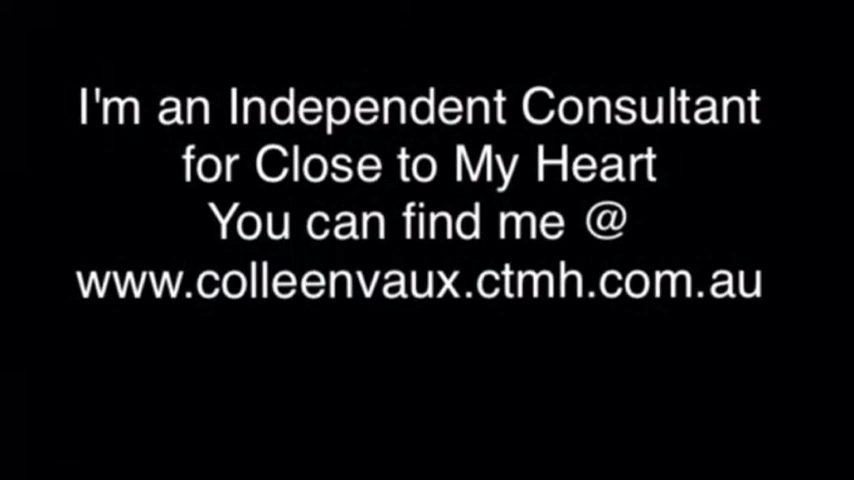 I'm an Independent Consultant
for Close to My Heart
You can find me @
www.colleenvaux.ctmh.com.au